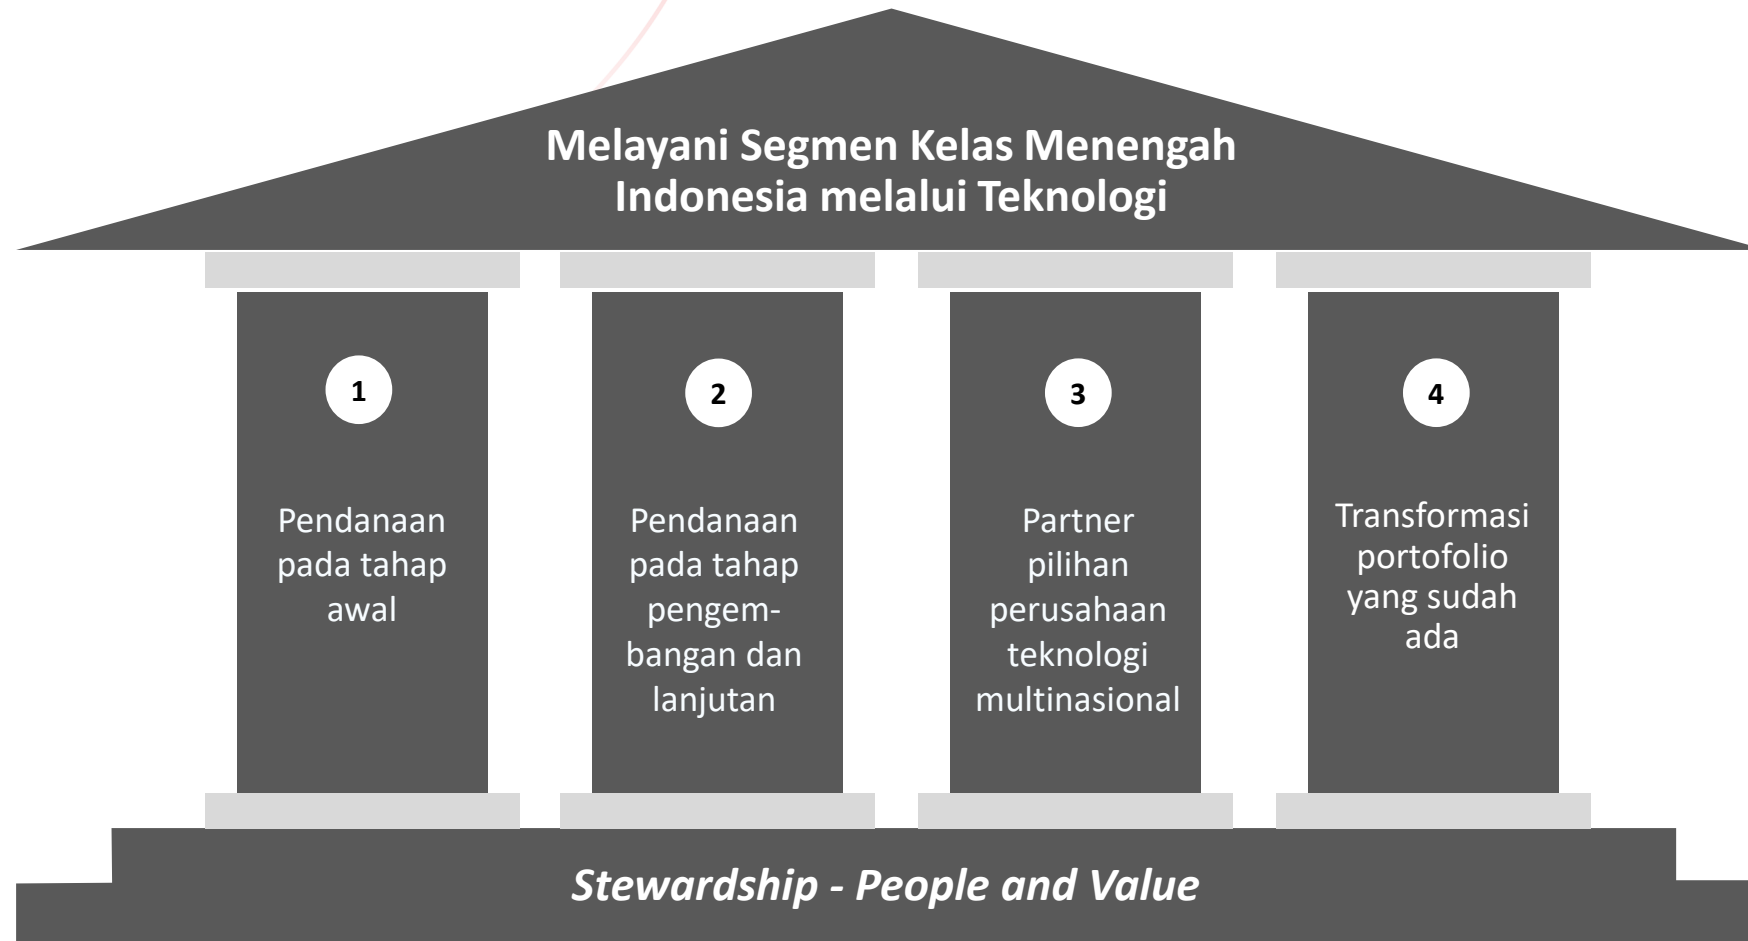 Melayani Segmen Kelas Menengah
Indonesia melalui Teknologi
1
Pendanaan
pada tahap
awal
2
Pendanaan
pada tahap
pengem-
bangan dan
lanjutan
3
Partner
pilihan
perusahaan
teknologi
multinasional
4
Transformasi
portofolio
yang sudah
ada
Stewardship - People and Value